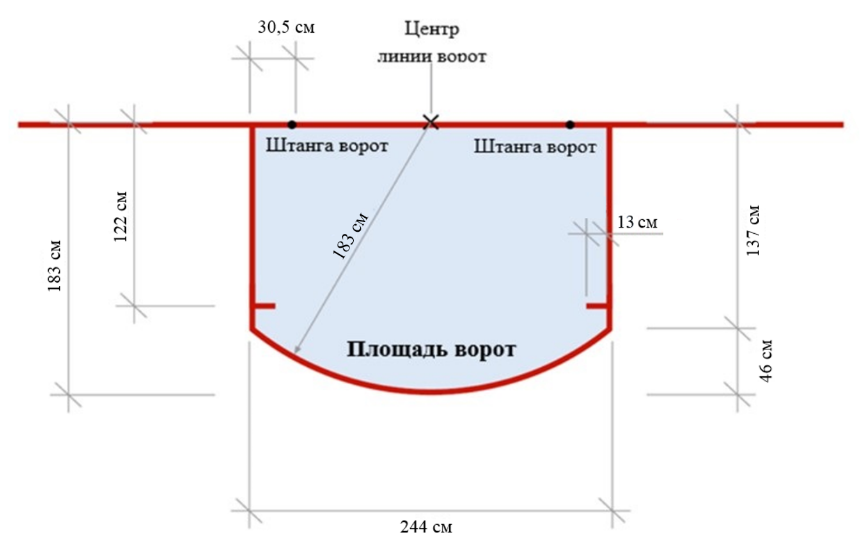 30,5 см
Центр
линии ворот
Штанга ворот
Штанга ворот
122 см
183 см
183 см
13 см
137 см
Площадь ворот
46 см
244 см